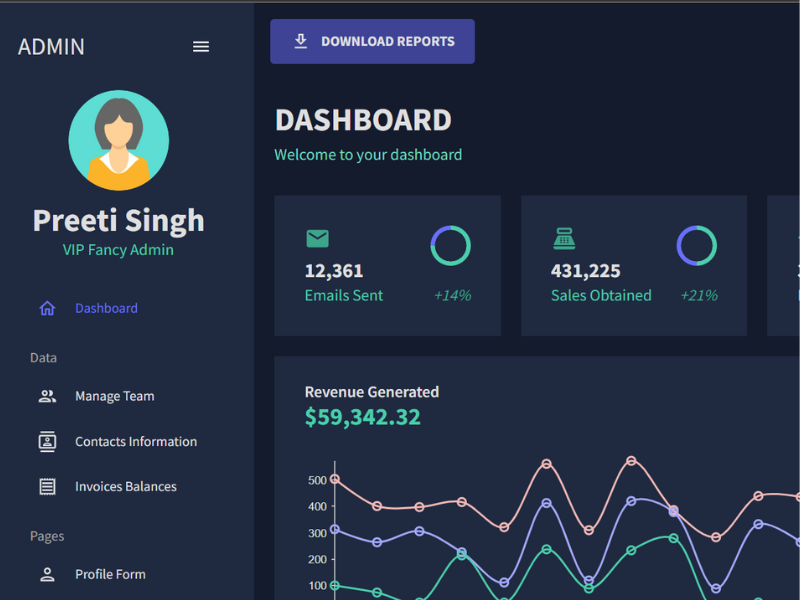 ADMIN
Preeti Singh
VIP Fancy Admin
Dashboard
Data
Manage Team
Contacts Information
Invoices Balances
Pages
Profile Form
DOWNLOAD REPORTS
DASHBOARD
Welcome to your dashboard
12,361
Emails Sent
+14%
431,225
Sales Obtained
+21%
Revenue Generated
$59,342.32
500
400
300
200
100